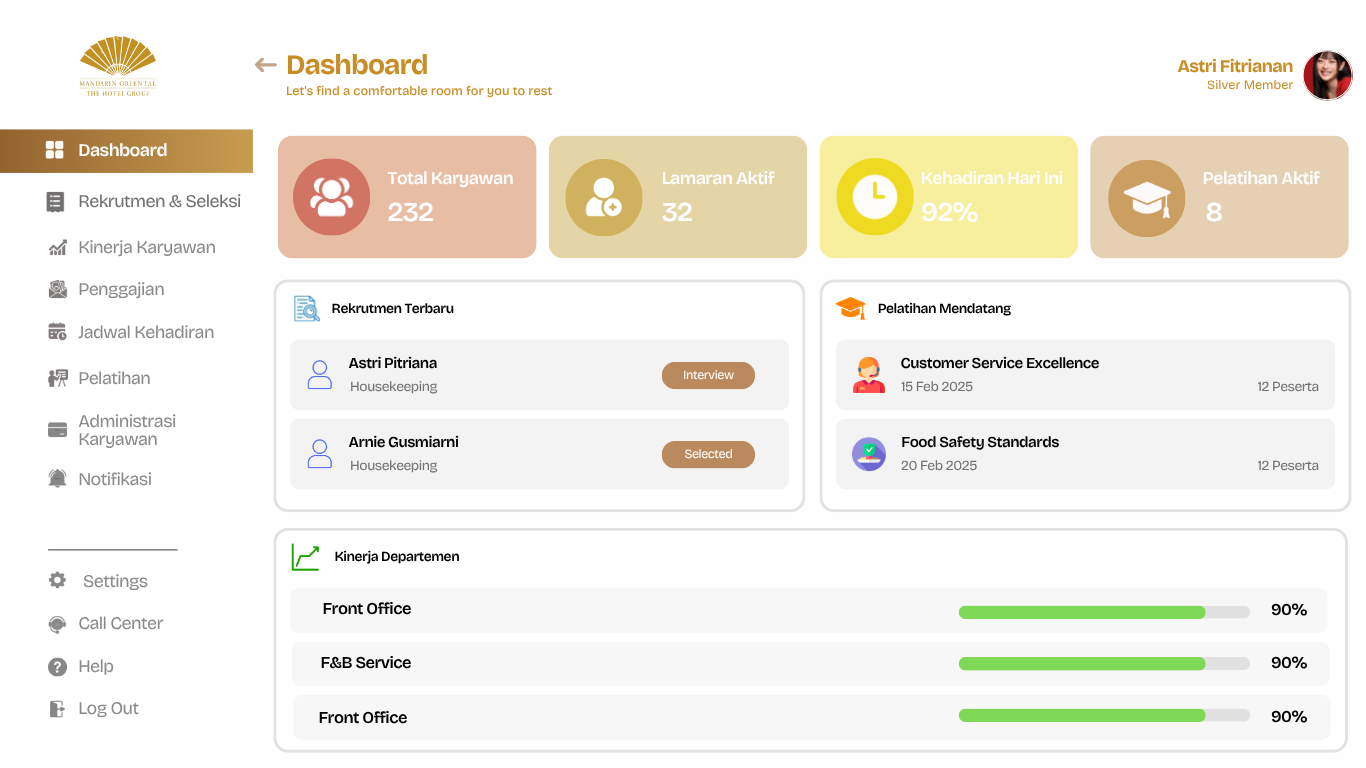 MANDARIN ORIENTAL
THE HOTEL GROUP
Dashboard
Let's find a comfortable room for you to rest
Astri Fitrianan
Silver Member
Dashboard
Rekrutmen & Seleksi
Kinerja Karyawan
Penggajian
Jadwal Kehadiran
Pelatihan
Administrasi
Karyawan
Notifikasi
Settings
Call Center
Help
Log Out
Total Karyawan
232
Lamaran Aktif
32
Kehadiran Hari Ini
92%
Pelatihan Aktif
8
Rekrutmen Terbaru
Astri Pitriana
Housekeeping
Interview
Arnie Gusmiarni
Housekeeping
Selected
Pelatihan Mendatang
Customer Service Excellence
15 Feb 2025
12 Peserta
Food Safety Standards
20 Feb 2025
12 Peserta
Kinerja Departemen
Front Office
90%
F&B Service
90%
Front Office
90%